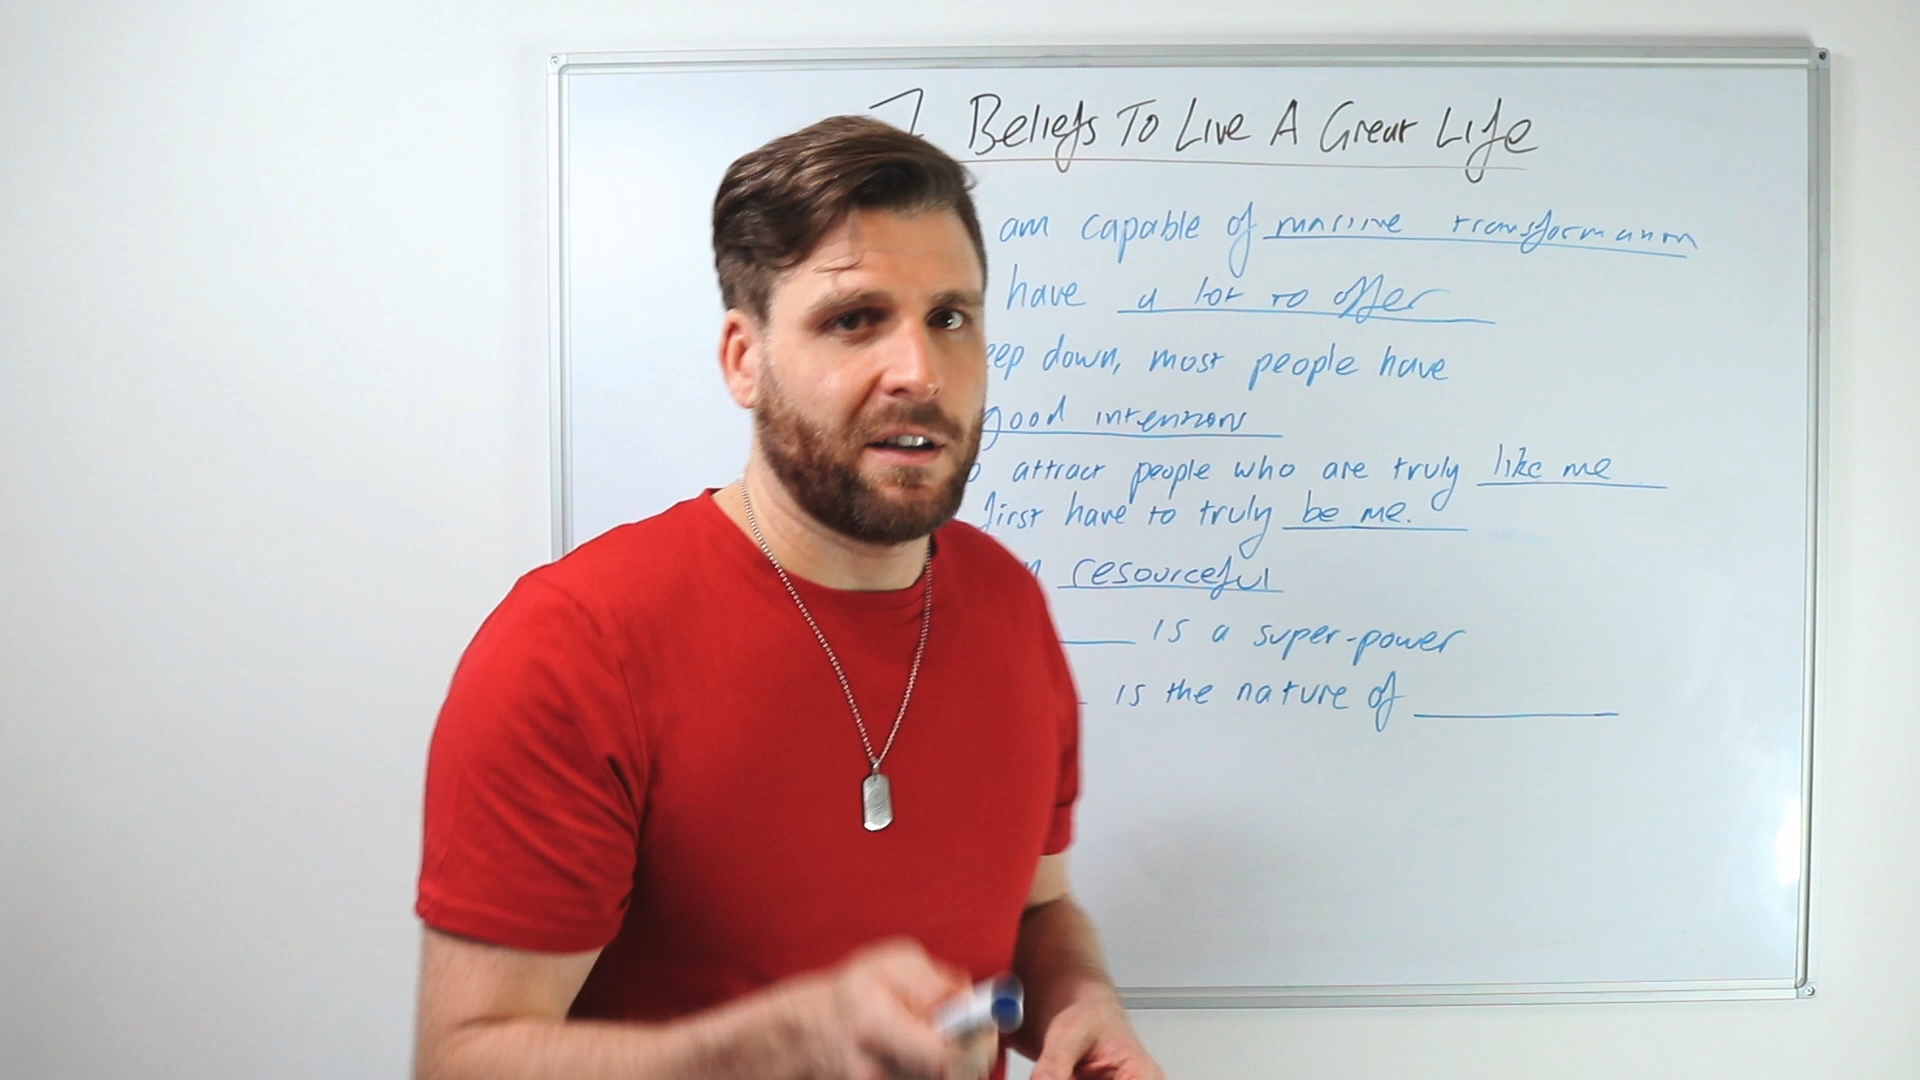 7 Beliefs To Live A Great Life
am capable of massive transformation
have a lot to offer
eep down, most people have
good intentions
o attract people who are truly like me
first have to truly be me.
resourceful
is a super-power
is the nature of